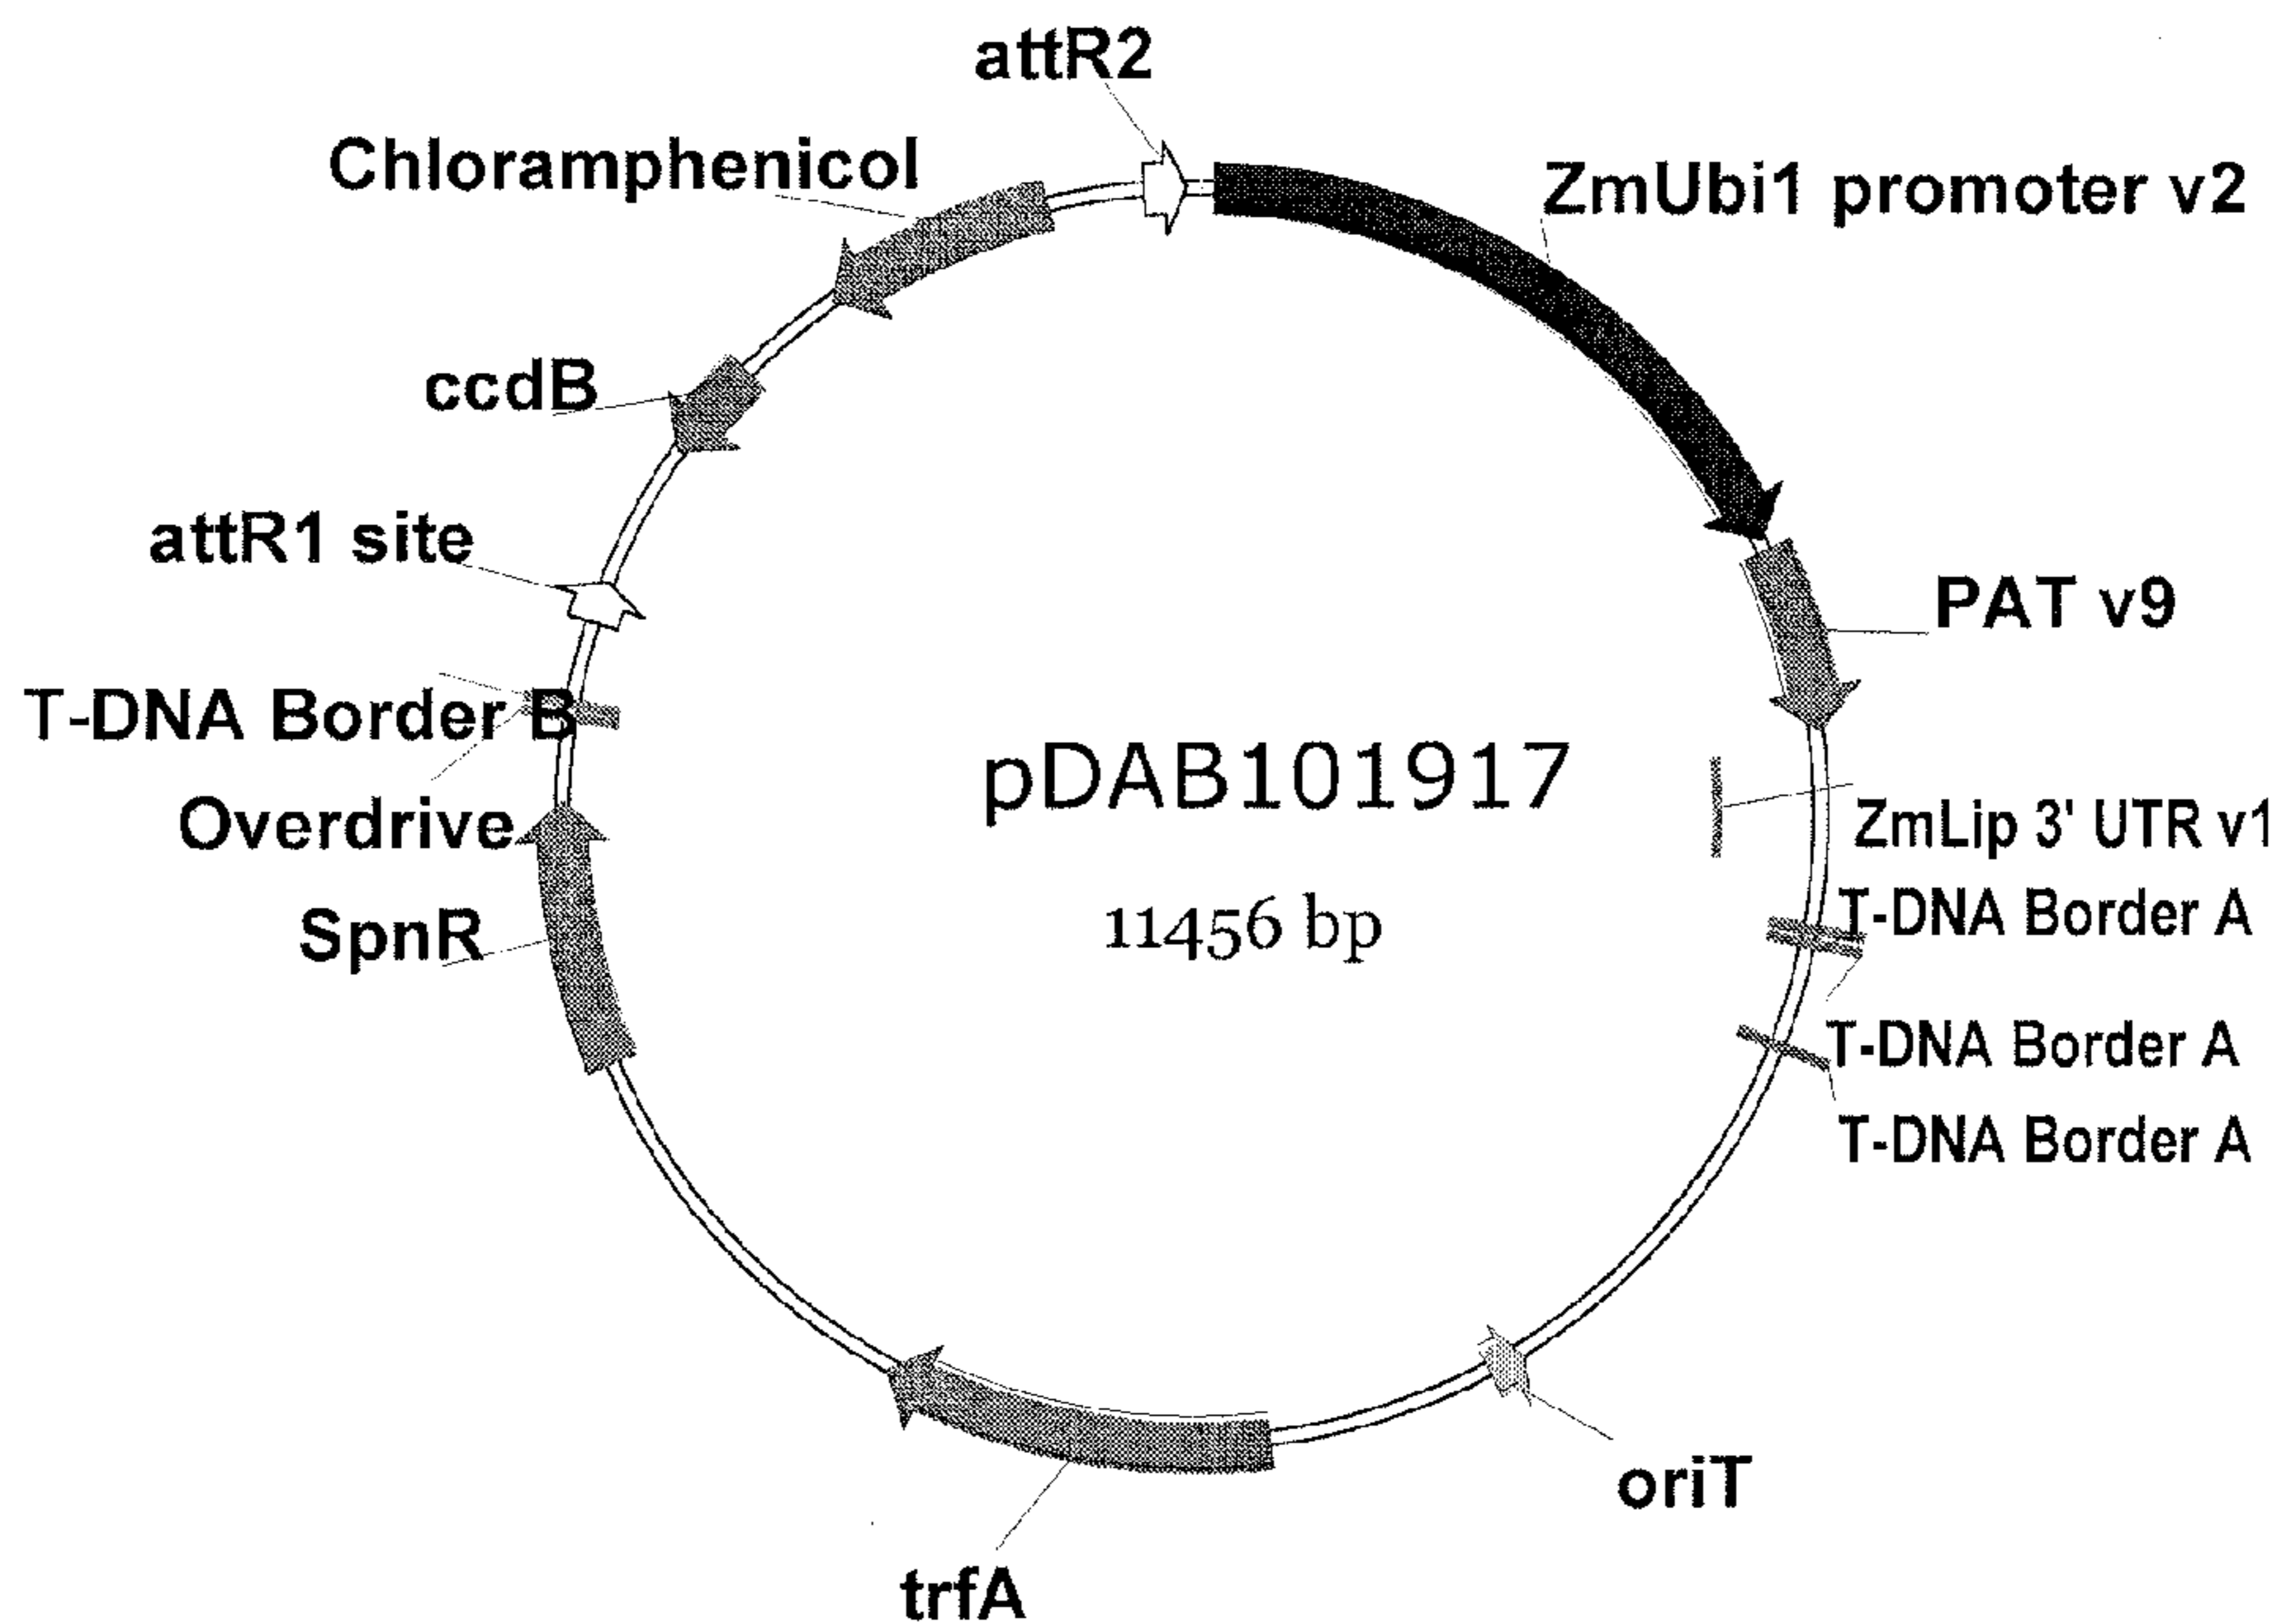 attR2
Chloramphenicol
ZmUbi1 promoter v2
ccdB
attR1 site
PAT v9
T-DNA Border B
pDAB101917
Overdrive
ZmLip 3' UTR v1
11456 bp
T-DNA Border A
SpnR
T-DNA Border A
T-DNA Border A
oriT
trfA